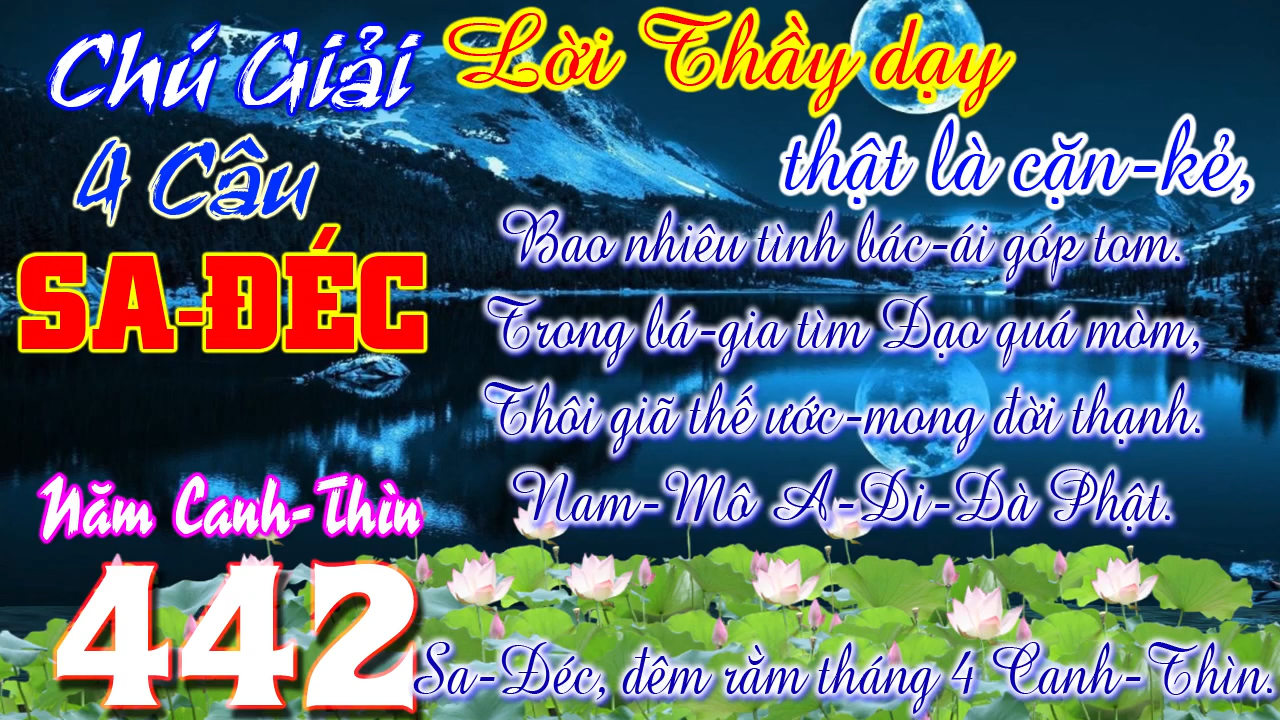 Chú Giải
4 Câu
SA-ĐÉC
Năm Canh-Thìn
442
Lời Thầy dạy
thật là cặn-kẻ,
Bao nhiêu tình bác-ái góp tom.
Trong bá-gia tìm Đạo quá mòm,
Thôi giã thế ước-mong đời thạnh.
Nam-Mô A-Di-Đà Phật.
Sa-Đéc, đêm rằm tháng 4 Canh-Thìn.